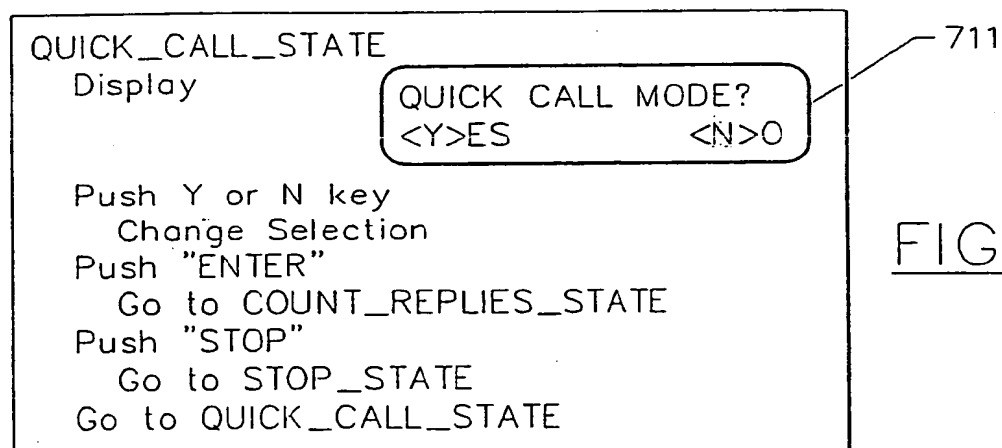 QUICK_CALL_STATE
711
Display
QUICK CALL MODE?
<Y>ES <N>O
Push Y or N key
Change Selection
Push "ENTER"
Go to COUNT_REPLIES_STATE
Push "STOP"
Go to STOP_STATE
Go to QUICK_CALL_STATE
FIG